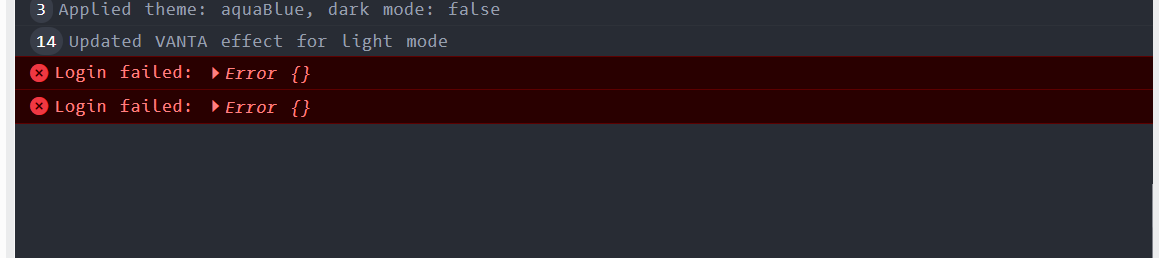 3 Applied theme: aquaBlue, dark mode: false
14 Updated VANTA effect for light mode
Login failed: Error {}
Login failed: Error {}